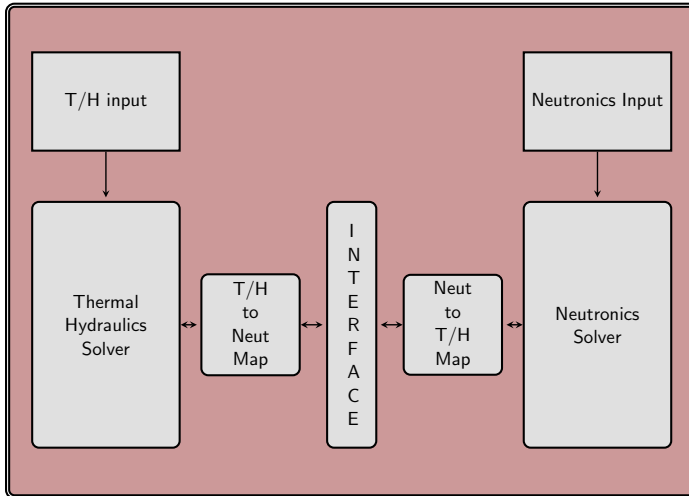 T/H input
Neutronics Input
Thermal
Hydraulics
Solver
T/H
to
Neut
Map
I
N
T
E
R
F
A
C
E
Neut
to
T/H
Map
Neutronics
Solver